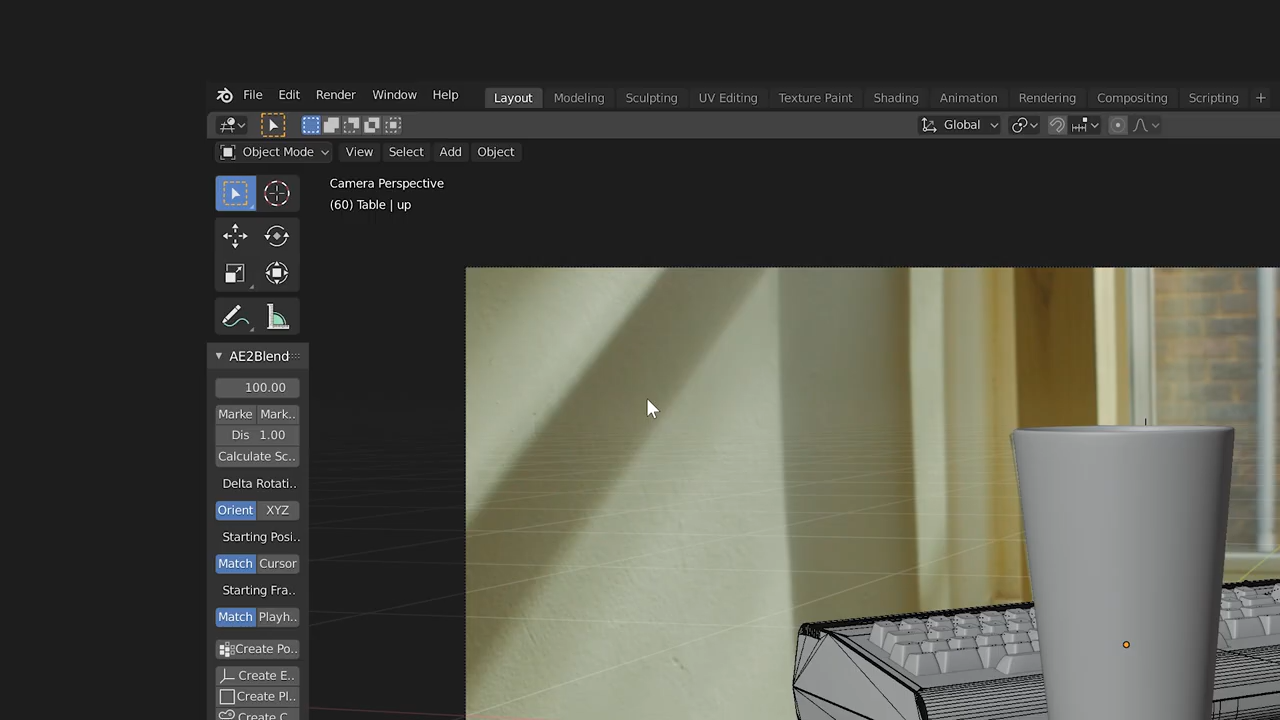 File Edit Render Window Help Layout Modeling Sculpting UV Editing Texture Paint Shading Animation Rendering Compositing Scripting +
Global
Object Mode View Select Add Object
Camera Perspective
(60) Table | up
AE2Blend
100.00
Marke Mark..
Dis 1.00
Calculate Sc..
Delta Rotati..
Orient XYZ
Starting Posi..
Match Cursor
Starting Fra..
Match Playh..
Create Po..
Create E..
Create Pl..
Create C